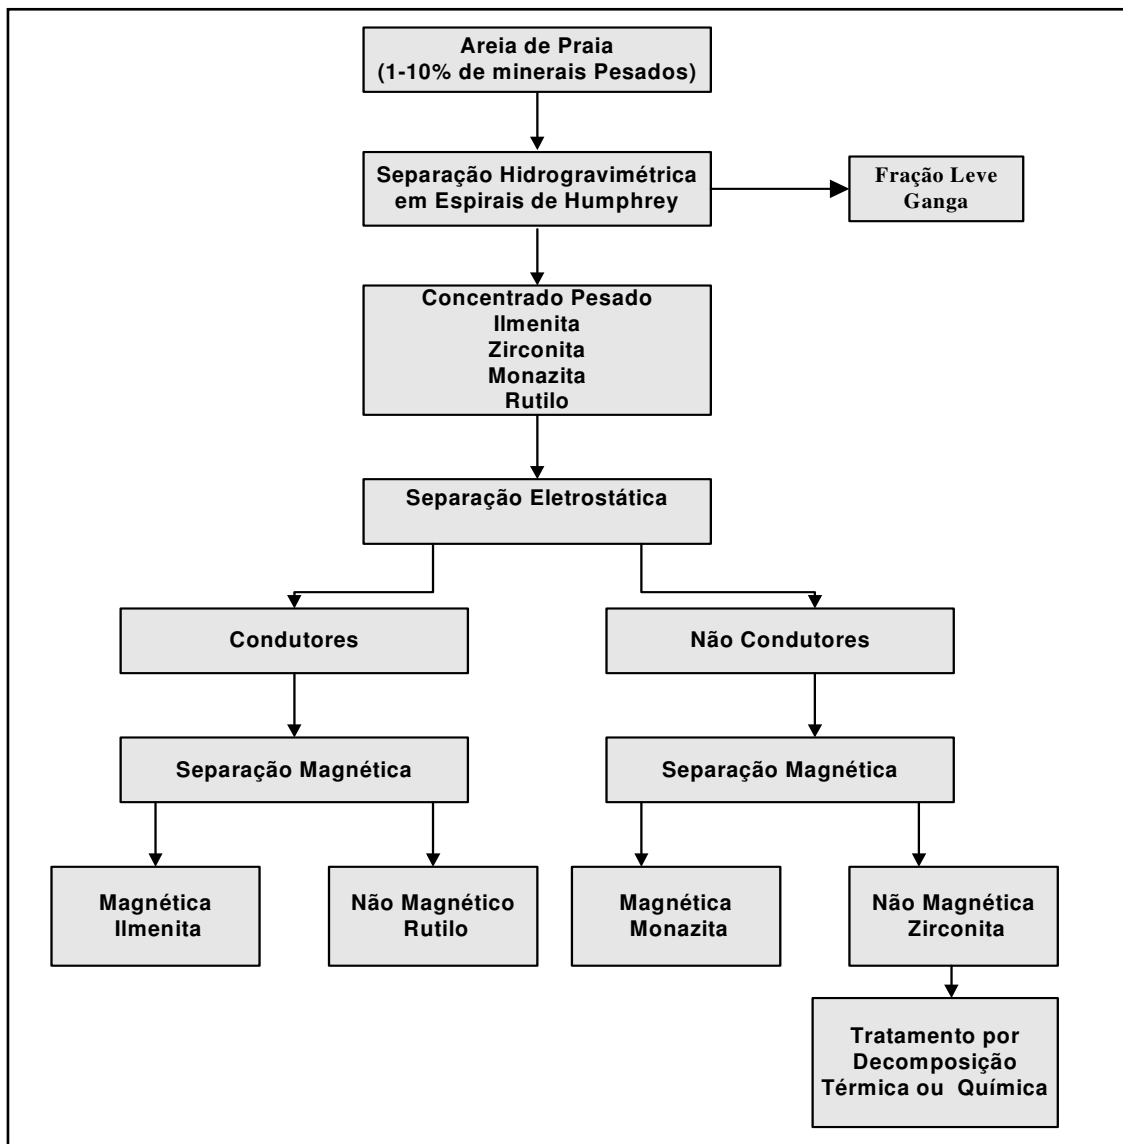 Areia de Praia
(1-10% de minerais Pesados)
Separação Hidrogravimétrica
em Espirais de Humphrey
Fração Leve
Ganga
Concentrado Pesado
Ilmenita
Zirconita
Monazita
Rutilo
Separação Eletrostática
Condutores
Não Condutores
Separação Magnética
Separação Magnética
Magnética
Ilmenita
Não Magnético
Rutilo
Magnética
Monazita
Não Magnética
Zirconita
Tratamento por
Decomposição
Térmica ou Química